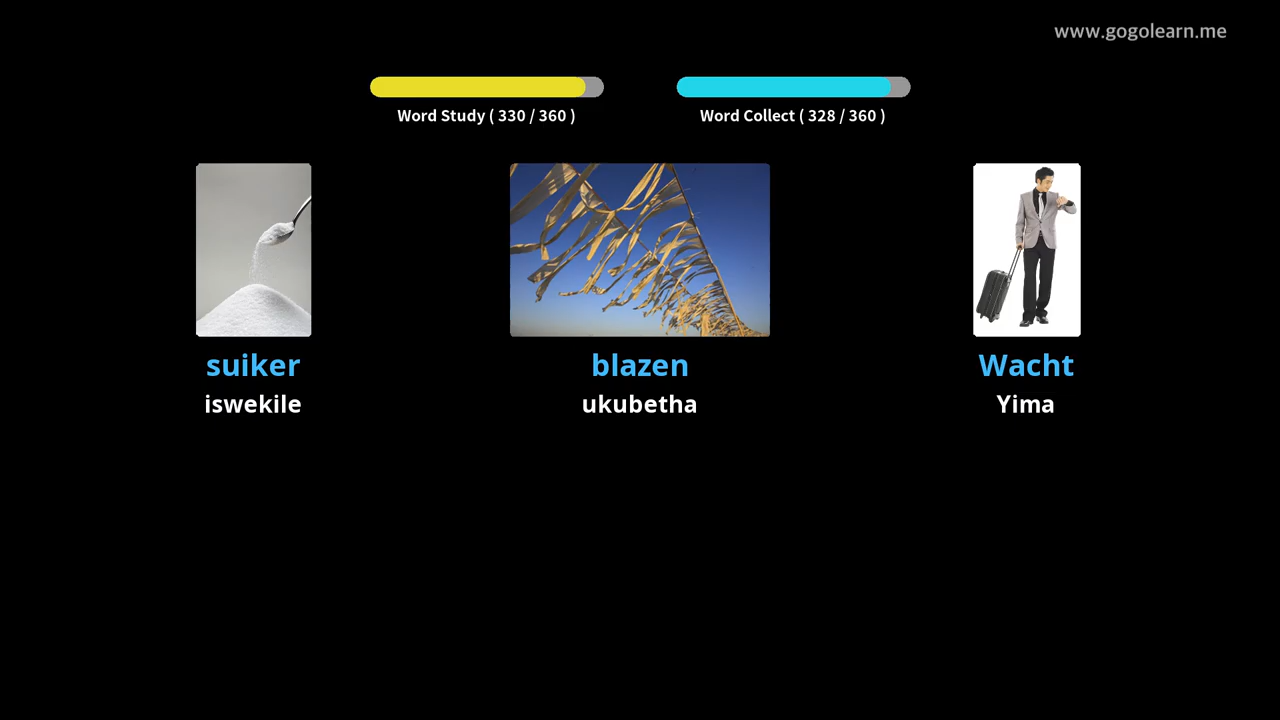 www.gogolearn.me
Word Study ( 330 / 360 )
Word Collect ( 328 / 360 )
suiker
iswekile
blazen
ukubetha
Wacht
Yima